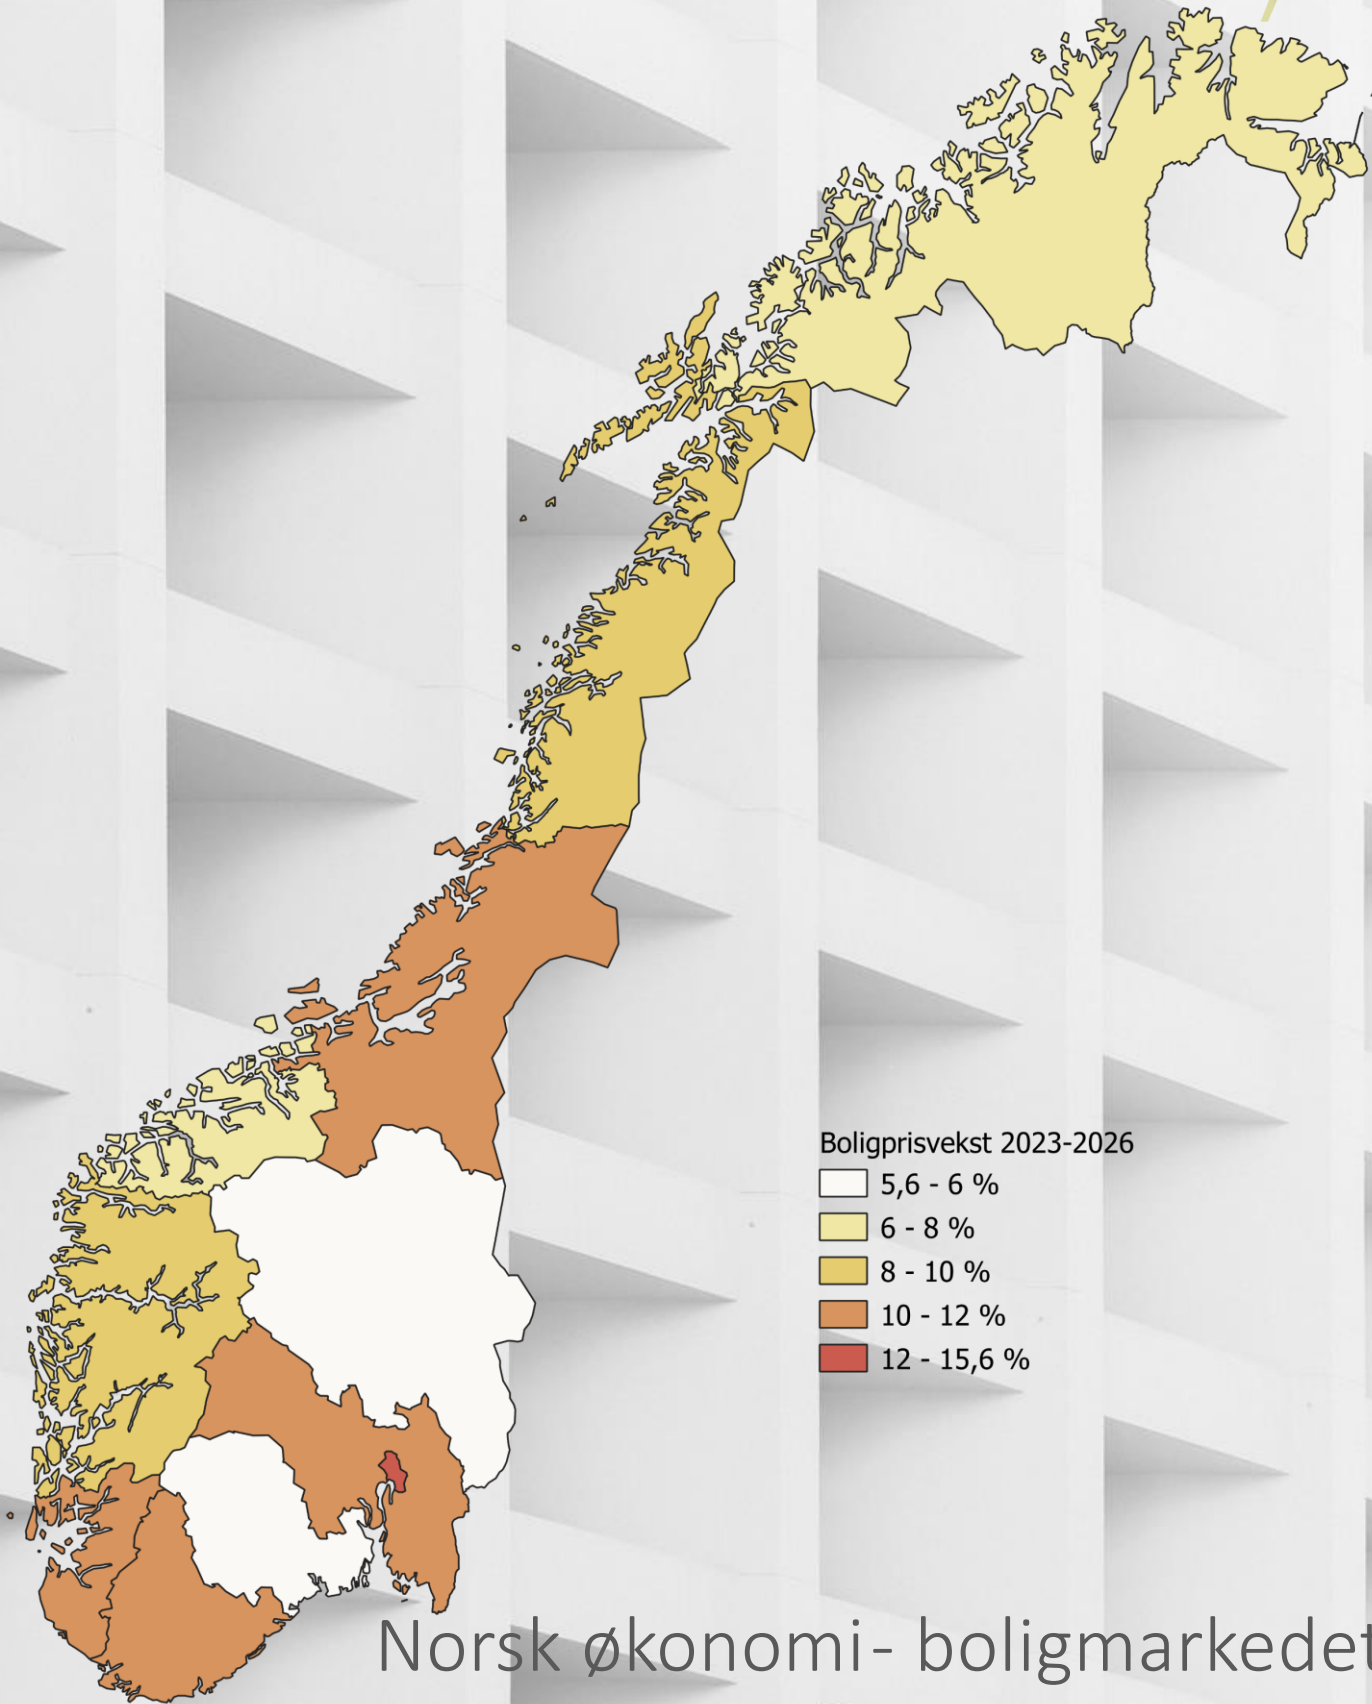 Boligprisvekst 2023-2026
5,6 - 6 %
6 - 8 %
8 - 10 %
10 - 12 %
12 - 15,6 %
Norsk økonomi - boligmarkedet